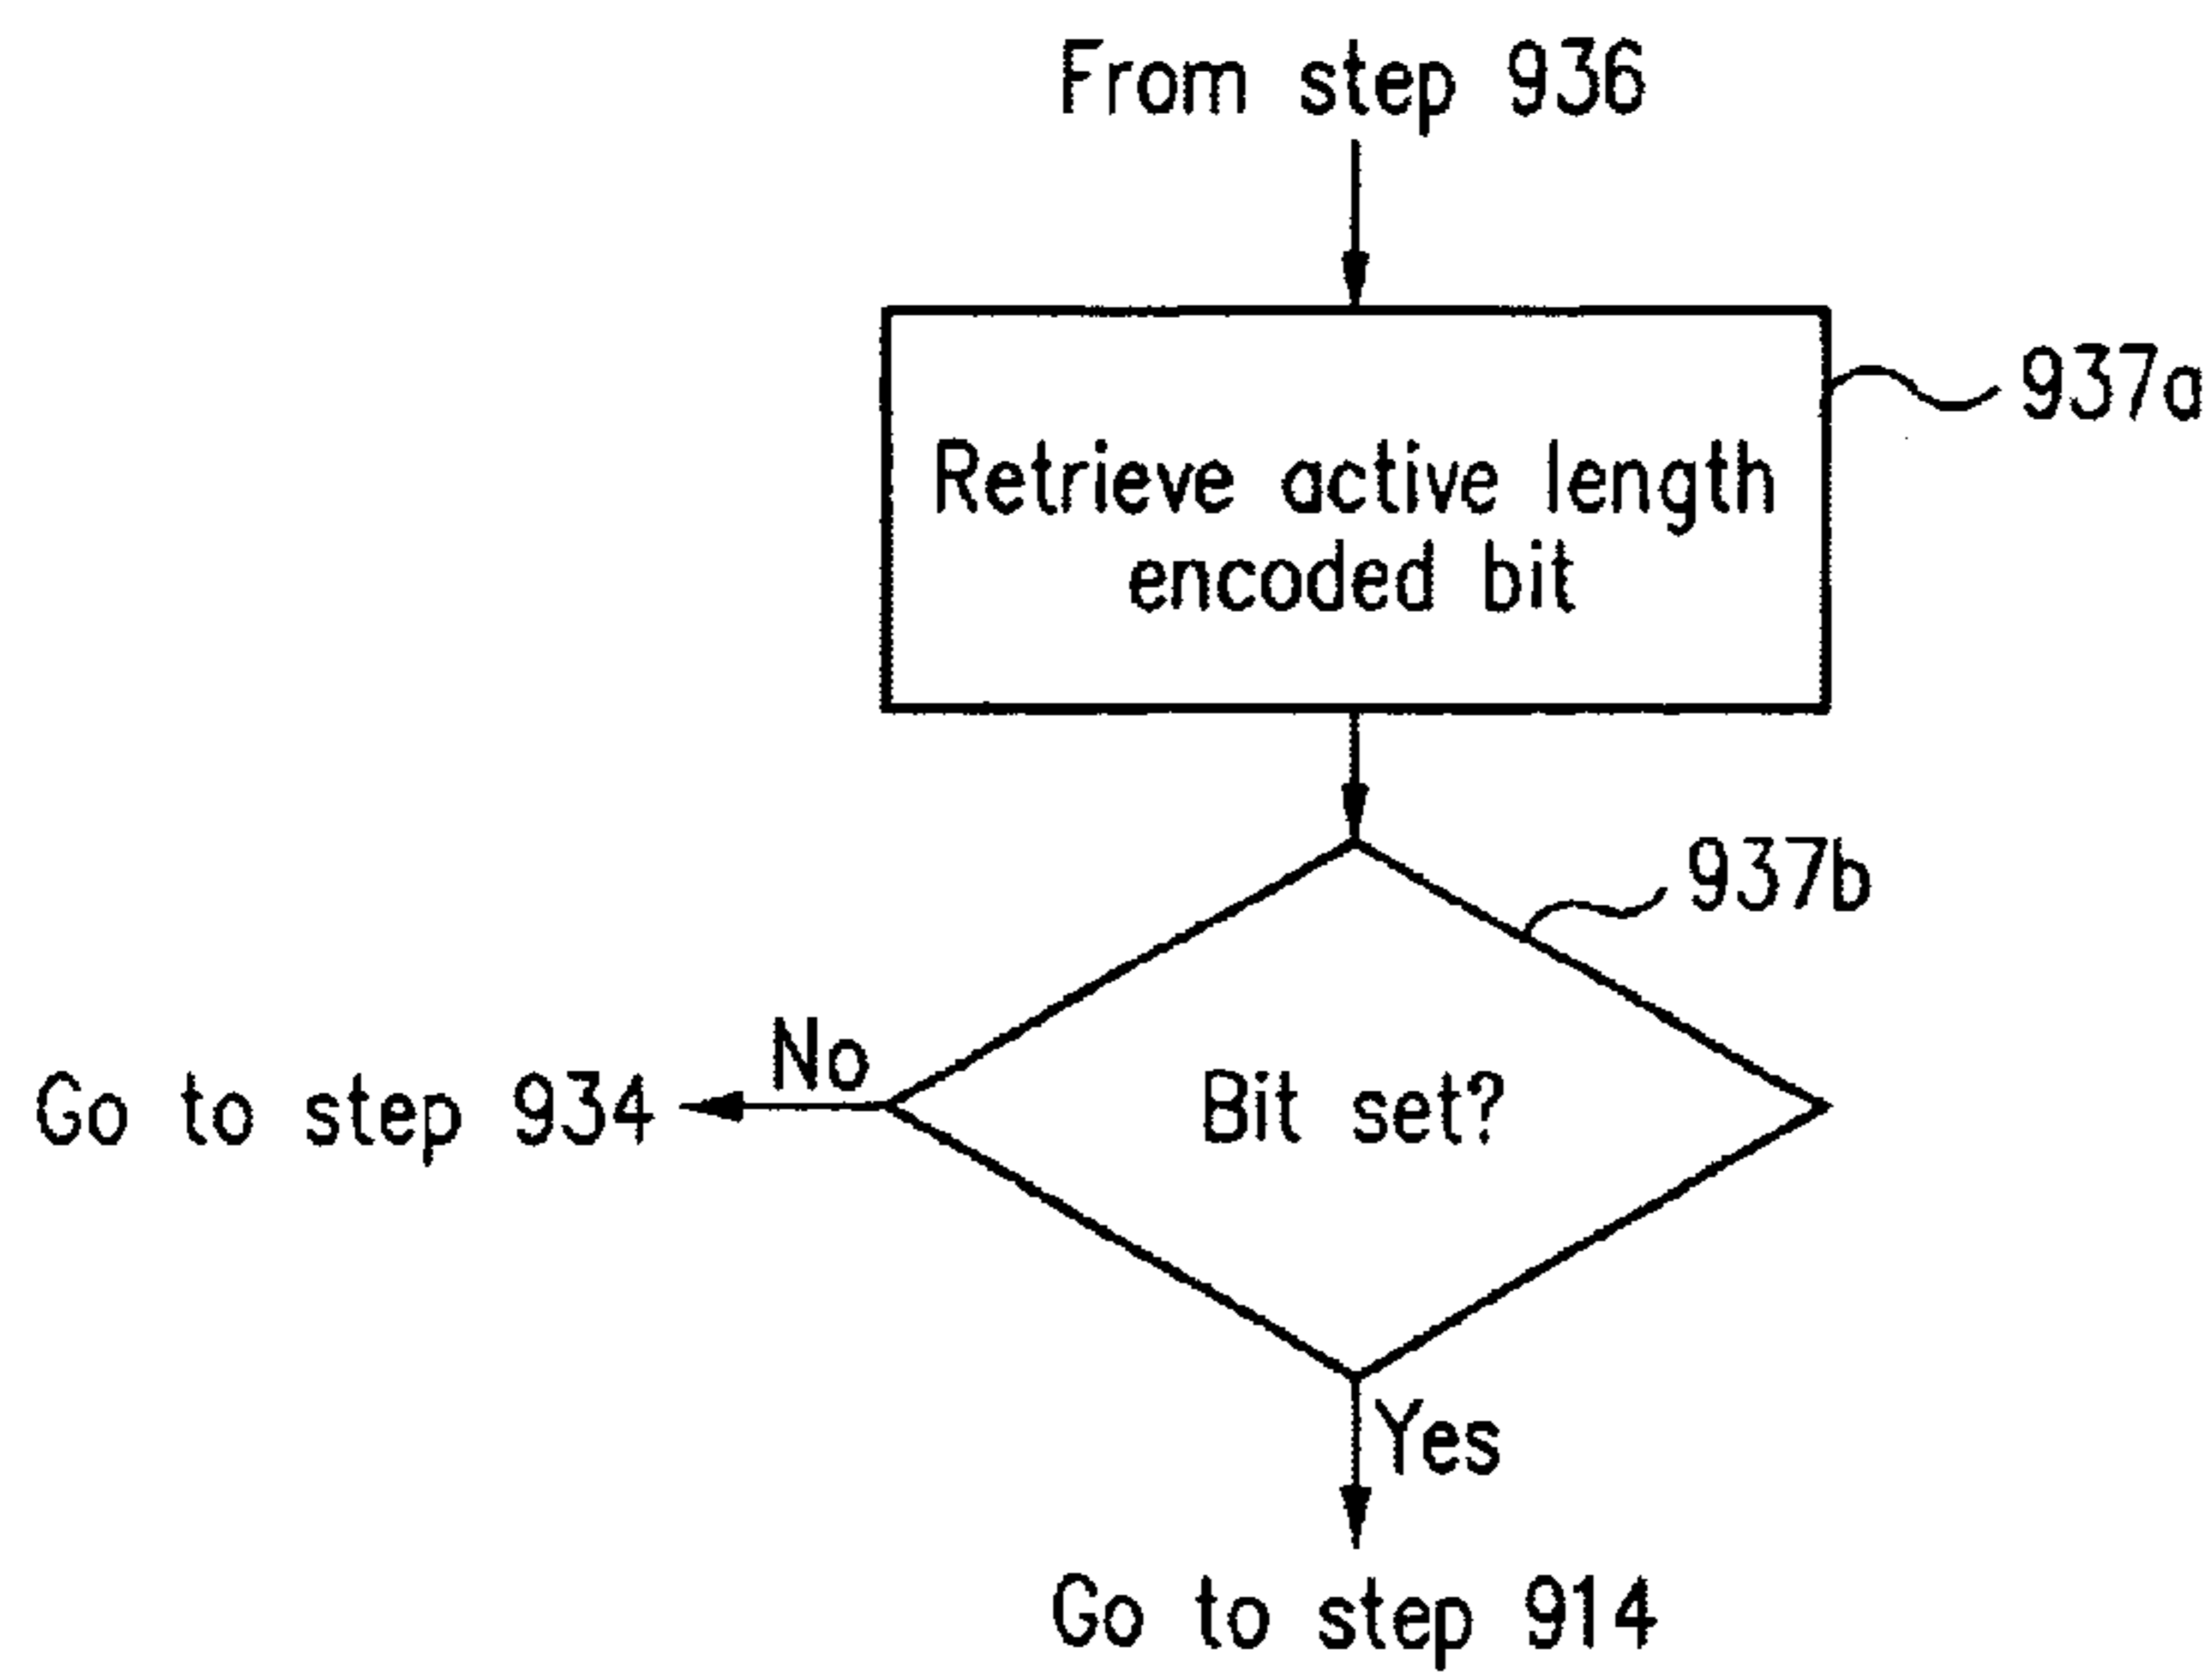 From step 936
937a
Retrieve active length
encoded bit
937b
No
Go to step 934
Bit set?
Yes
Go to step 914